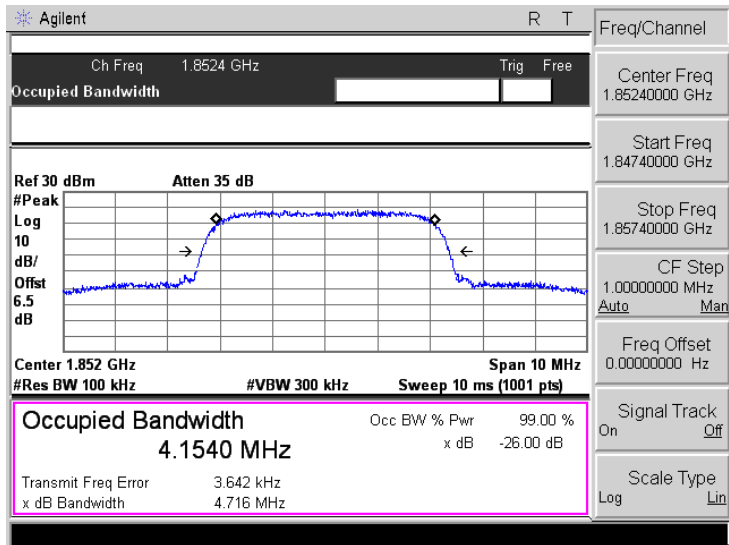 Agilent R T
Ch Freq 1.8524 GHz Trig Free
Occupied Bandwidth
Ref 30 dBm Atten 35 dB
#Peak
Log
10
dB/
Offst
6.5
dB
Center 1.852 GHz Span 10 MHz
#Res BW 100 kHz #VBW 300 kHz Sweep 10 ms (1001 pts)
Occupied Bandwidth
4.1540 MHz
Occ BW % Pwr 99.00 %
x dB -26.00 dB
Transmit Freq Error 3.642 kHz
x dB Bandwidth 4.716 MHz
Freq/Channel
Center Freq
1.85240000 GHz
Start Freq
1.84740000 GHz
Stop Freq
1.85740000 GHz
CF Step
1.00000000 MHz
Auto Man
Freq Offset
0.00000000 Hz
Signal Track
On Off
Scale Type
Log Lin